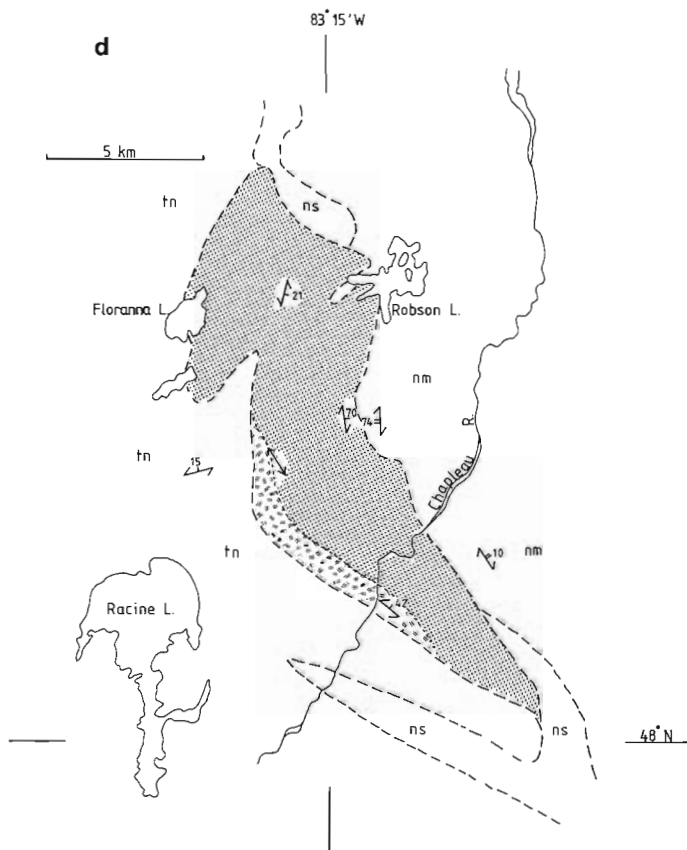 83° 15' W
d
5 km
tn
ns
21
Floranna L.
Robson L.
nm
70
74
Chapleau R.
tn
15
tn
10
nm
Racine L.
42
ns
ns
48° N